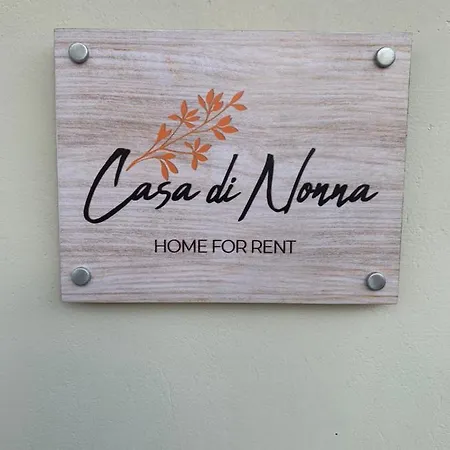 Casa di Nonna
HOME FOR RENT